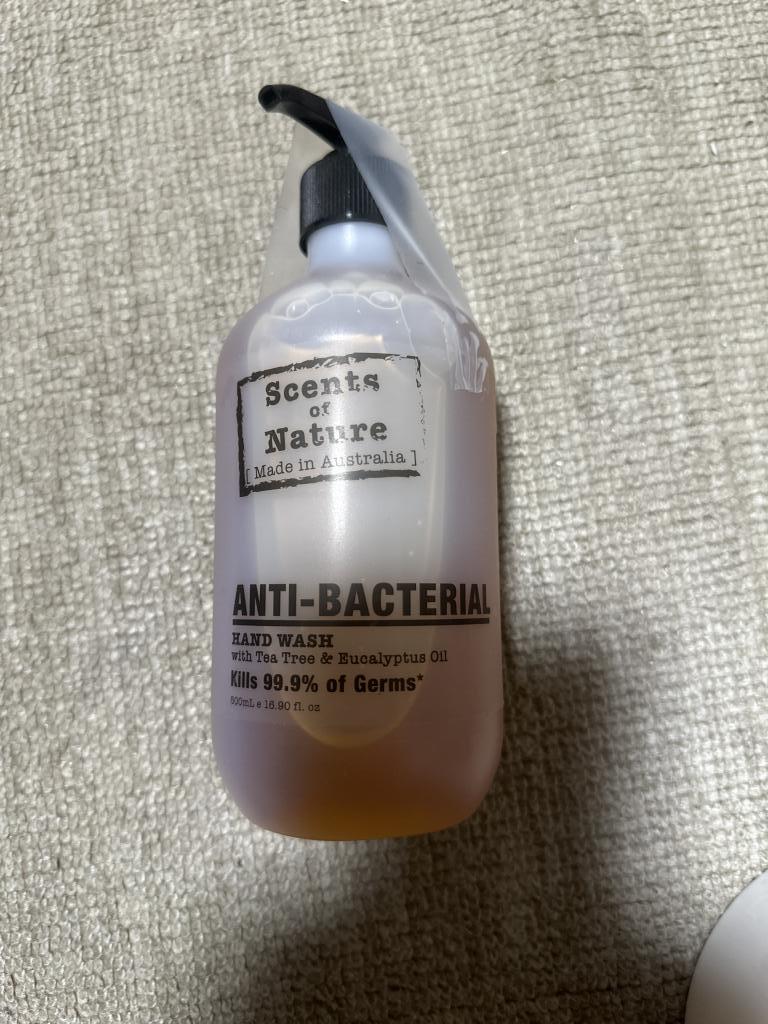 Scents
of
Nature
[ Made in Australia ]
ANTI-BACTERIAL
HAND WASH
with Tea Tree & Eucalyptus Oil
Kills 99.9% of Germs*
500mL e 16.90 fl. oz